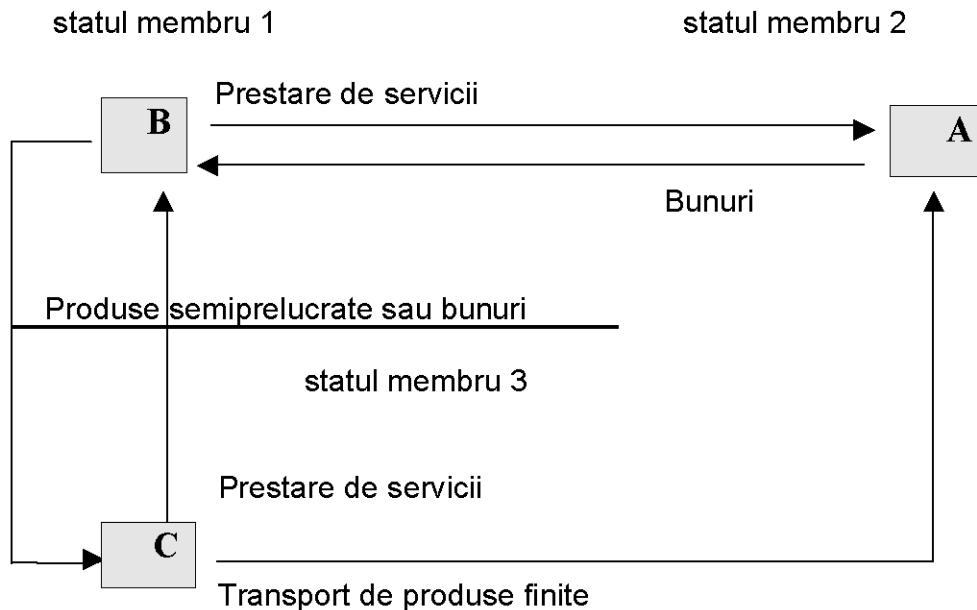 statul membru 1
statul membru 2
Prestare de servicii
B
A
Bunuri
Produse semiprelucrate sau bunuri
statul membru 3
Prestare de servicii
C
Transport de produse finite